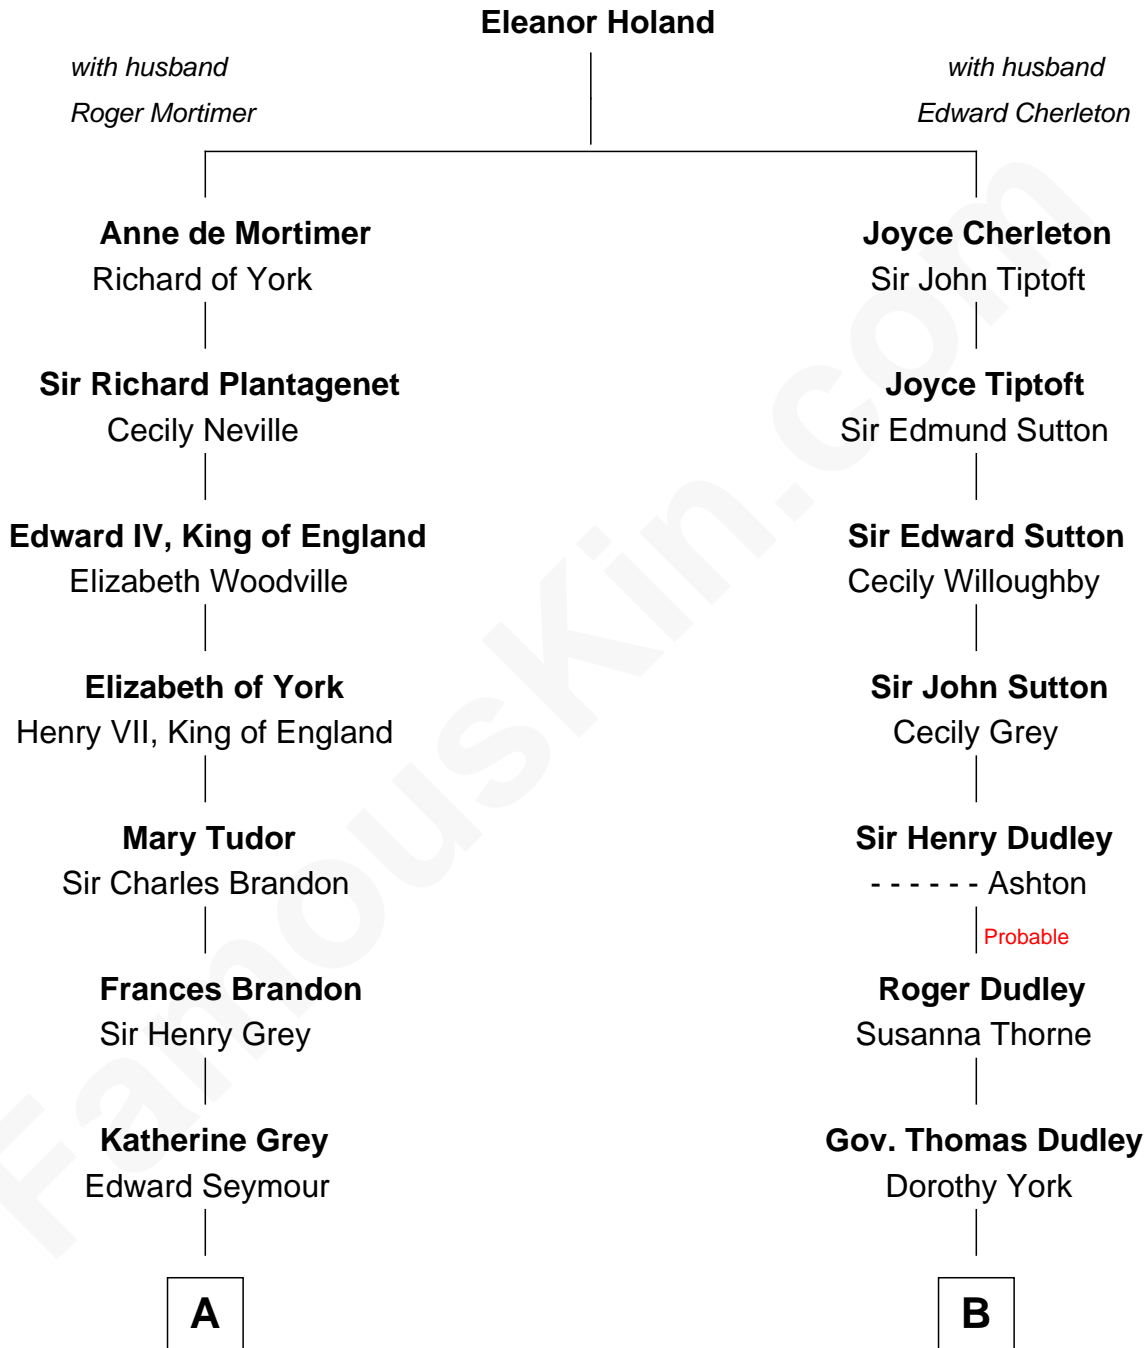 Eleanor Holand
with husband
Roger Mortimer
with husband
Edward Cherleton
Anne de Mortimer
Richard of York
Joyce Cherleton
Sir John Tiptoft
Sir Richard Plantagenet
Cecily Neville
Joyce Tiptoft
Sir Edmund Sutton
Edward IV, King of England
Elizabeth Woodville
Sir Edward Sutton
Cecily Willoughby
Elizabeth of York
Henry VII, King of England
Sir John Sutton
Cecily Grey
Mary Tudor
Sir Charles Brandon
Sir Henry Dudley
- - - - - - Ashton
Probable
Frances Brandon
Sir Henry Grey
Roger Dudley
Susanna Thorne
Katherine Grey
Edward Seymour
Gov. Thomas Dudley
Dorothy York
A
B
FamousKin.com